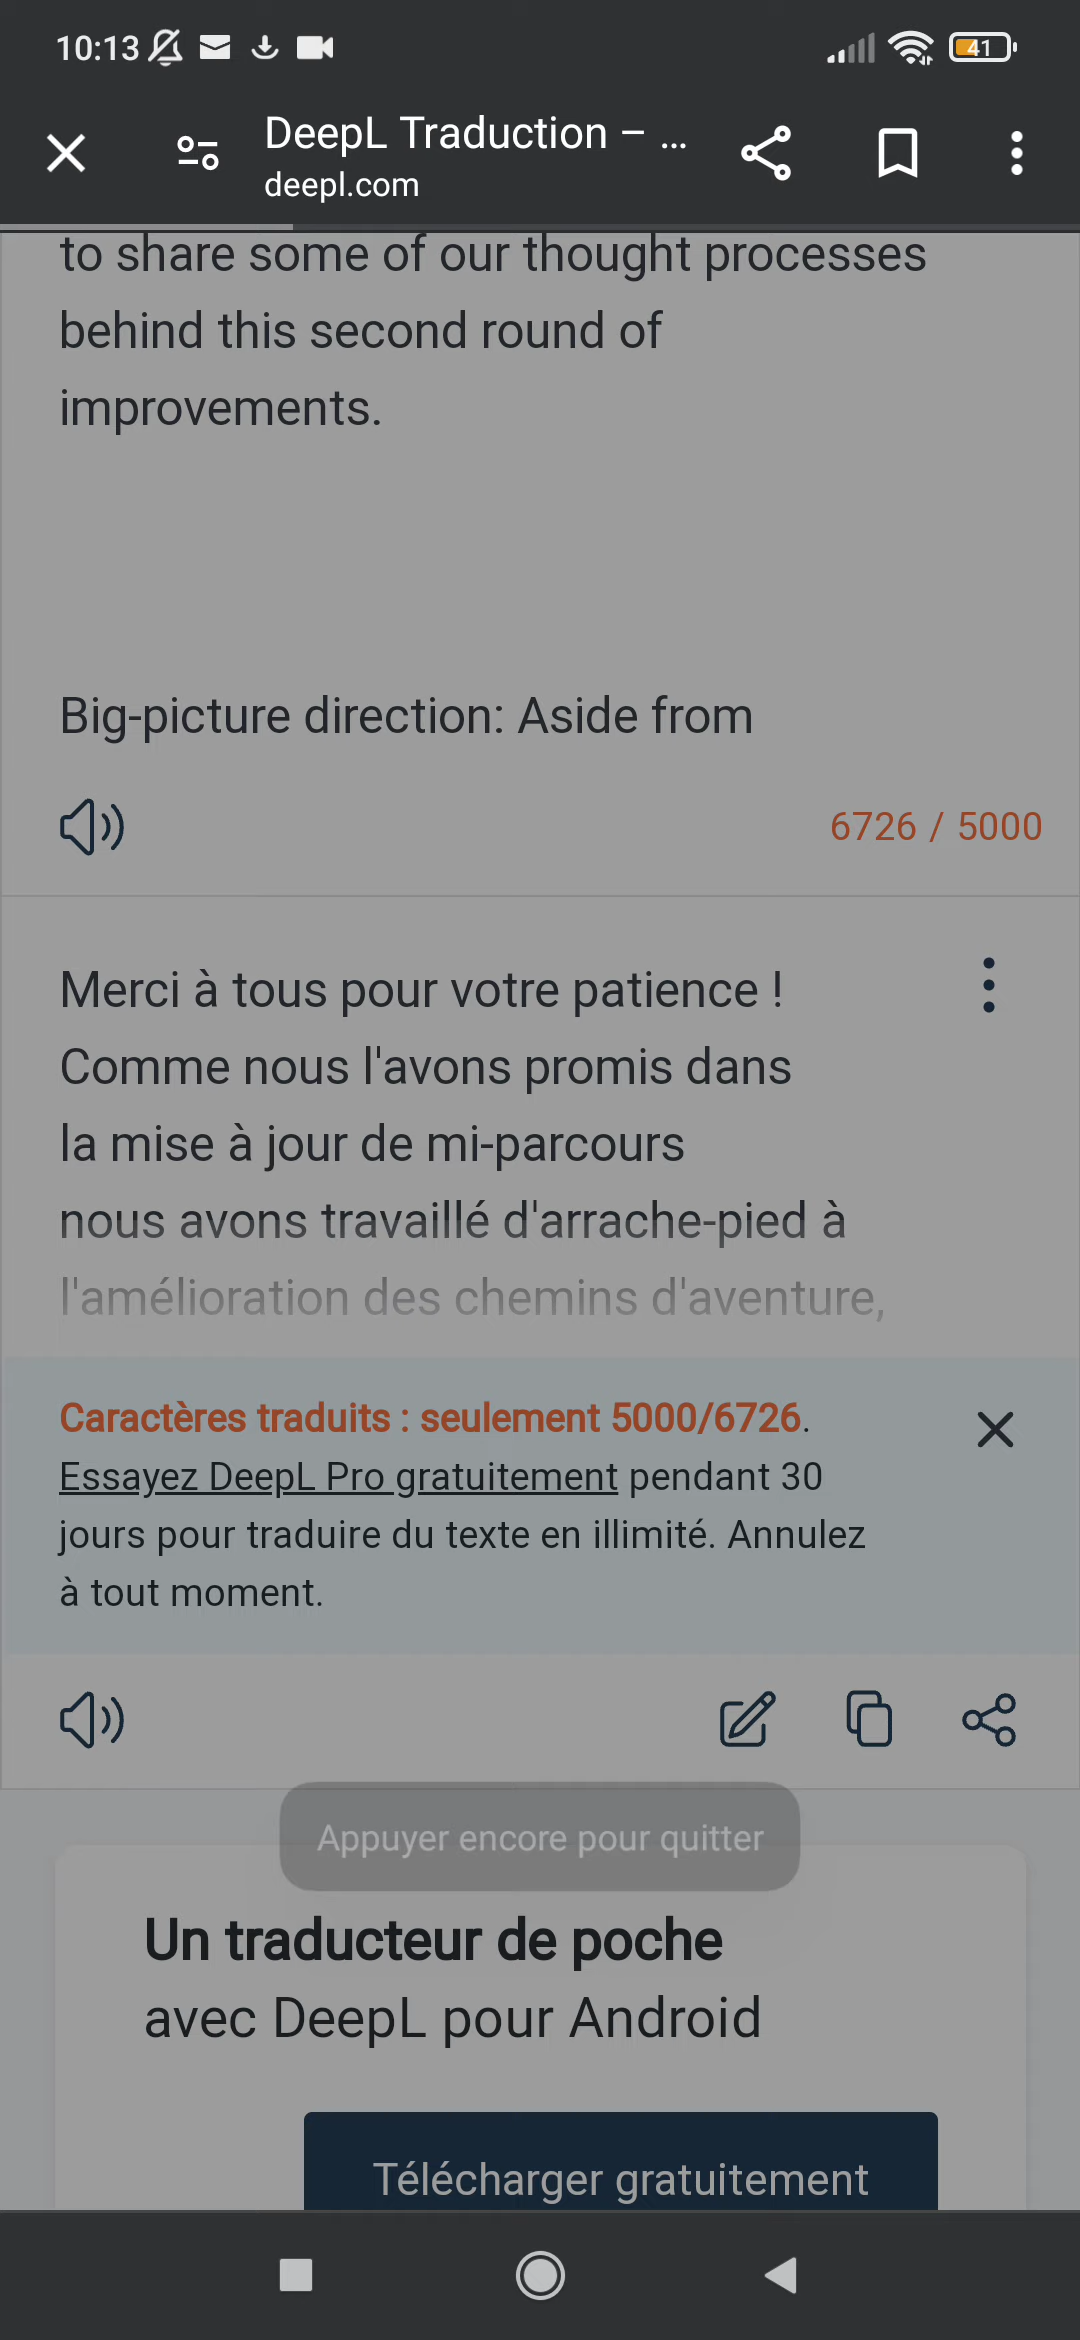 10:13
41
DeepL Traduction – ...
deepl.com
to share some of our thought processes
behind this second round of
improvements.
Big-picture direction: Aside from
6726 / 5000
Merci à tous pour votre patience !
Comme nous l'avons promis dans
la mise à jour de mi-parcours
nous avons travaillé d'arrache-pied à
l'amélioration des chemins d'aventure,
Caractères traduits : seulement 5000/6726.
Essayez DeepL Pro gratuitement pendant 30
jours pour traduire du texte en illimité. Annulez
à tout moment.
Appuyer encore pour quitter
Un traducteur de poche
avec DeepL pour Android
Télécharger gratuitement